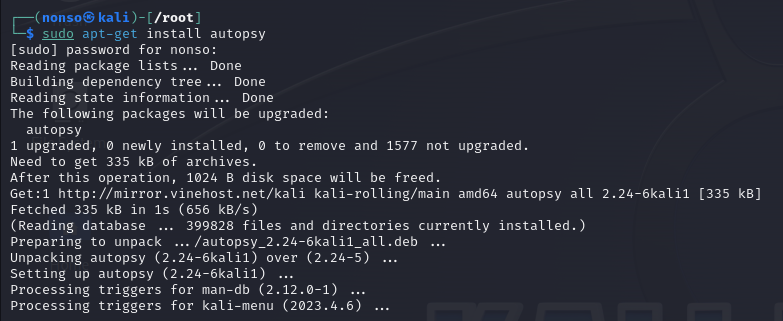 ┌──(nonso㉿kali)-[/root]
└─$ sudo apt-get install autopsy
[sudo] password for nonso:
Reading package lists... Done
Building dependency tree... Done
Reading state information... Done
The following packages will be upgraded:
  autopsy
1 upgraded, 0 newly installed, 0 to remove and 1577 not upgraded.
Need to get 335 kB of archives.
After this operation, 1024 B disk space will be freed.
Get:1 http://mirror.vinehost.net/kali kali-rolling/main amd64 autopsy all 2.24-6kali1 [335 kB]
Fetched 335 kB in 1s (656 kB/s)
(Reading database ... 399828 files and directories currently installed.)
Preparing to unpack .../autopsy_2.24-6kali1_all.deb ...
Unpacking autopsy (2.24-6kali1) over (2.24-5) ...
Setting up autopsy (2.24-6kali1) ...
Processing triggers for man-db (2.12.0-1) ...
Processing triggers for kali-menu (2023.4.6) ...